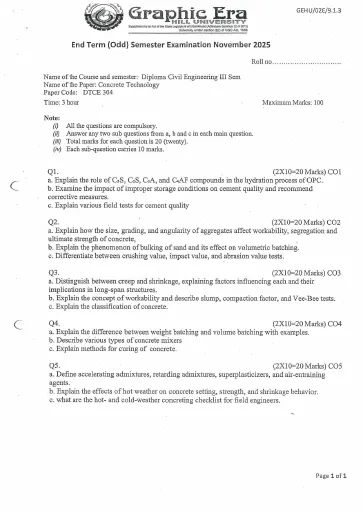 GEHU/02E/9.1.3
Graphic Era
HILL UNIVERSITY
End Term (Odd) Semester Examination November 2025
Roll no................................
Name of the Course and semester: Diploma Civil Engineering III Sem
Name of the Paper: Concrete Technology
Paper Code: DTCE 304
Time: 3 hour Maximum Marks: 100
Note:
(i) All the questions are compulsory.
(ii) Answer any two sub questions from a, b and c in each main question.
(iii) Total marks for each question is 20 (twenty).
(iv) Each sub-question carries 10 marks.
Q1. (2X10=20 Marks) CO1
a. Explain the role of C₃S, C₂S, C₃A, and C₄AF compounds in the hydration process of OPC.
b. Examine the impact of improper storage conditions on cement quality and recommend
corrective measures.
c. Explain various field tests for cement quality
Q2. (2X10=20 Marks) CO2
a. Explain how the size, grading, and angularity of aggregates affect workability, segregation and
ultimate strength of concrete,
b. Explain the phenomenon of bulking of sand and its effect on volumetric batching.
c. Differentiate between crushing value, impact value, and abrasion value tests.
Q3. (2X10=20 Marks) CO3
a. Distinguish between creep and shrinkage, explaining factors influencing each and their
implications in long-span structures.
b. Explain the concept of workability and describe slump, compaction factor, and Vee-Bee tests.
c. Explain the classification of concrete.
Q4. (2X10=20 Marks) CO4
a. Explain the difference between weight batching and volume batching with examples.
b. Describe various types of concrete mixers
c. Explain methods for curing of concrete.
Q5. (2X10=20 Marks) CO5
a. Define accelerating admixtures, retarding admixtures, superplasticizers, and air-entraining
agents.
b. Explain the effects of hot weather on concrete setting, strength, and shrinkage behavior.
c. what are the hot- and cold-weather concreting checklist for field engineers.
Page 1 of 1